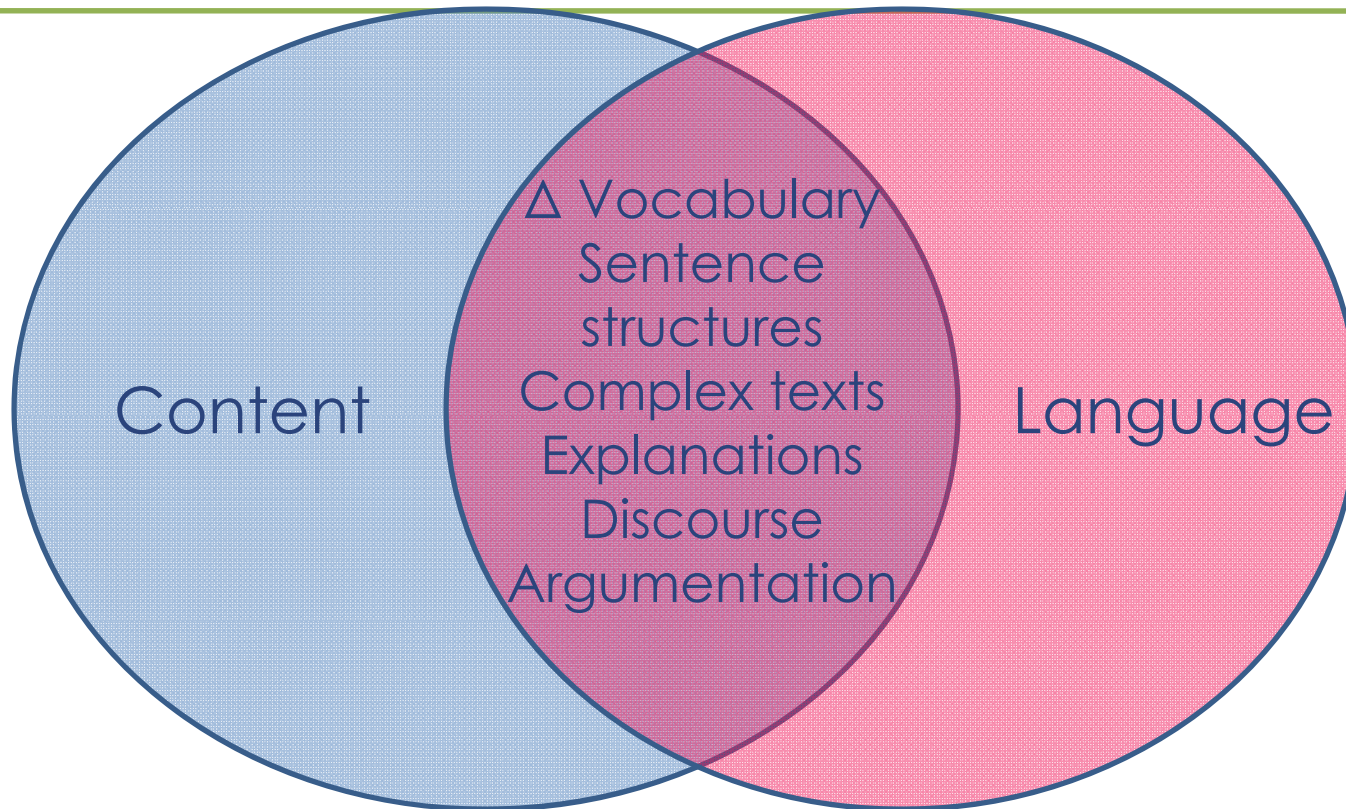 Content
Δ Vocabulary
Sentence
structures
Complex texts
Explanations
Discourse
Argumentation
Language